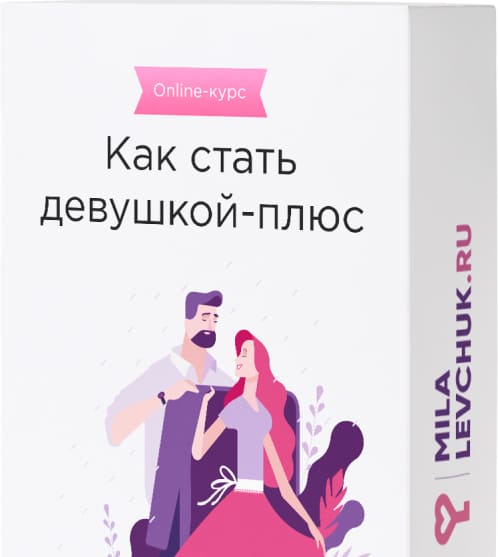 Online-курс
Как стать
девушкой-плюс
MILA
LEVCHUK.RU